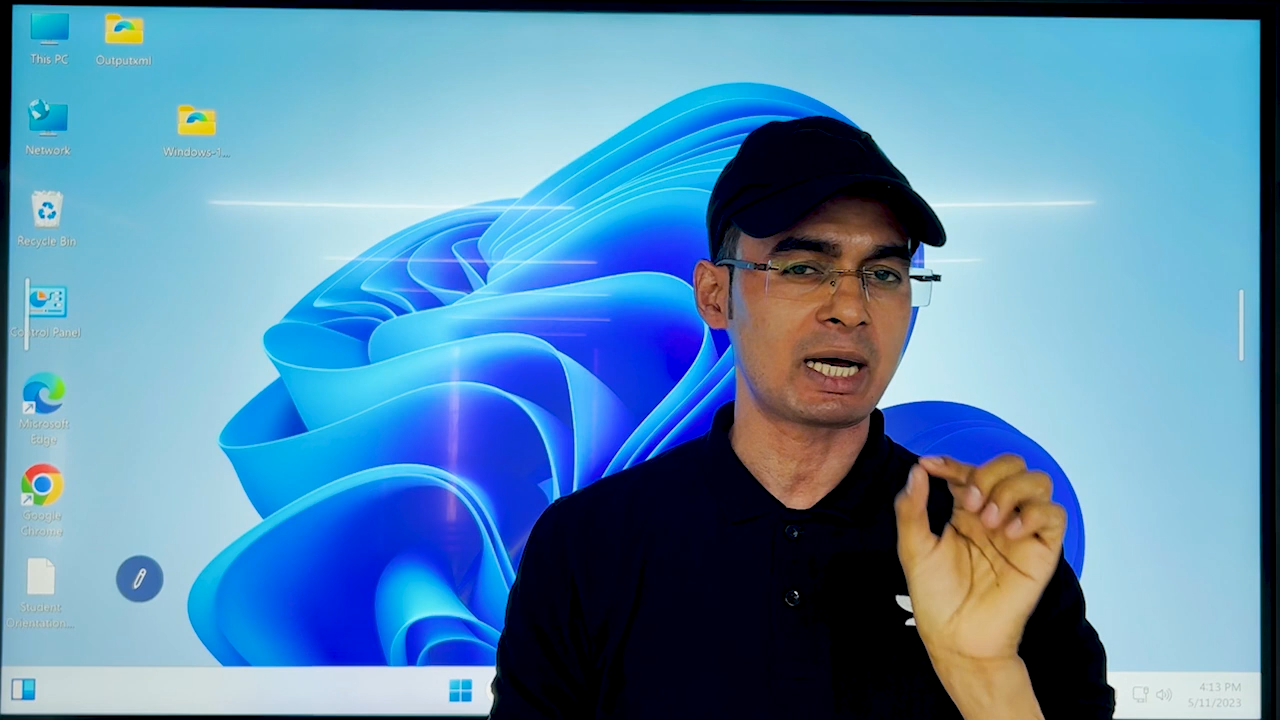 This PC
Outputxml
Network
Windows-1...
Recycle Bin
Control Panel
Microsoft
Edge
Google
Chrome
Student
Orientation...
4:13 PM
5/11/2023